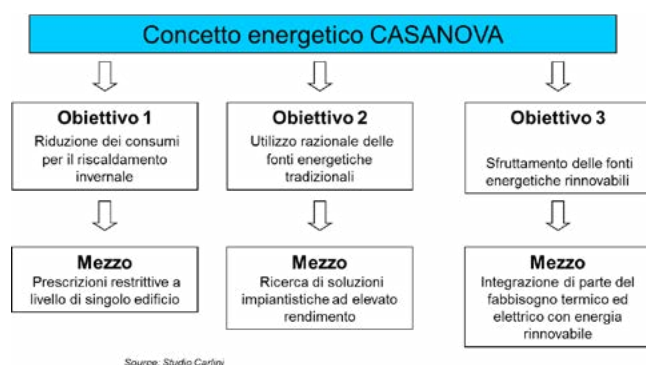 Concetto energetico CASANOVA
Obiettivo 1
Riduzione dei consumi
per il riscaldamento
invernale
Obiettivo 2
Utilizzo razionale delle
fonti energetiche
tradizionali
Obiettivo 3
Sfruttamento delle fonti
energetiche rinnovabili
Mezzo
Prescrizioni restrittive a
livello di singolo edificio
Mezzo
Ricerca di soluzioni
impiantistiche ad elevato
rendimento
Mezzo
Integrazione di parte del
fabbisogno termico ed
elettrico con energia
rinnovabile
Source: Studio Carlini